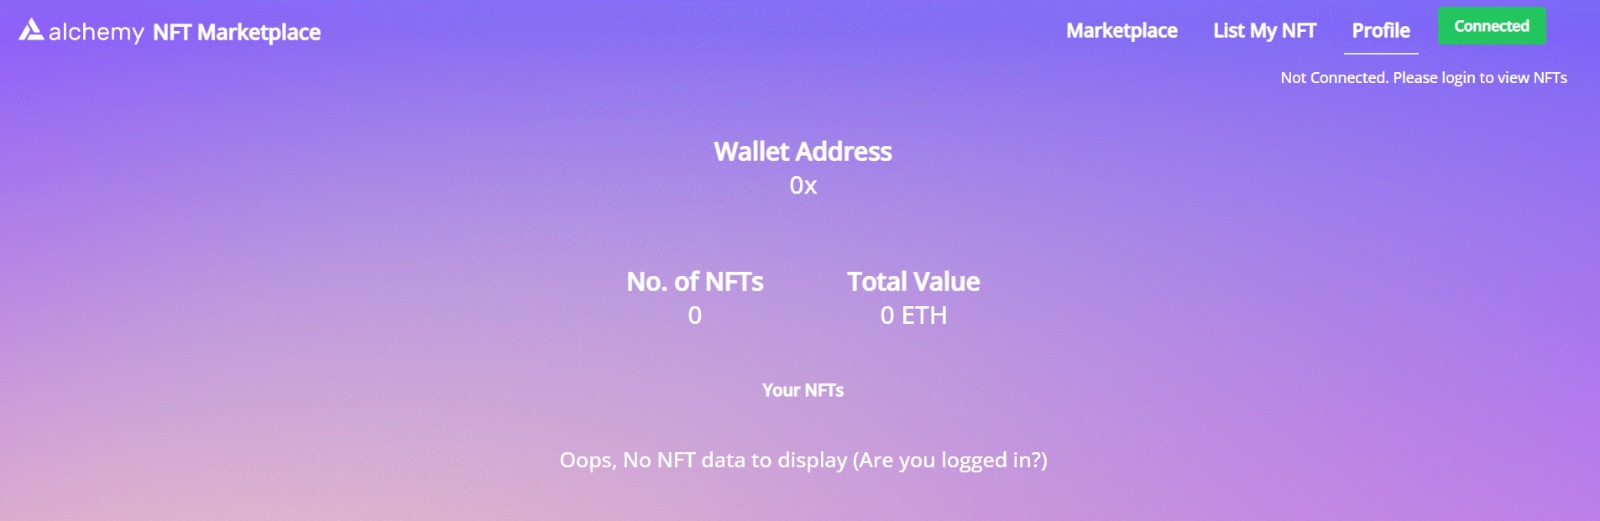 alchemy NFT Marketplace
Marketplace List My NFT Profile Connected
Not Connected. Please login to view NFTs
Wallet Address
0x
No. of NFTs Total Value
0 0 ETH
Your NFTs
Oops, No NFT data to display (Are you logged in?)